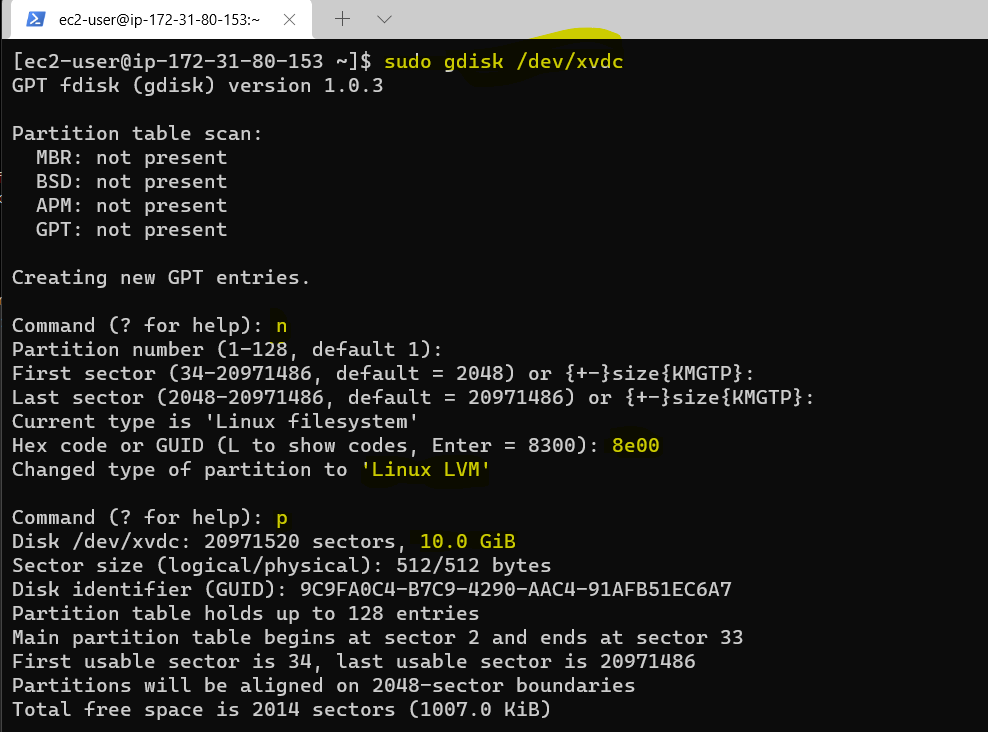 ec2-user@ip-172-31-80-153:~
[ec2-user@ip-172-31-80-153 ~]$ sudo gdisk /dev/xvdc
GPT fdisk (gdisk) version 1.0.3
Partition table scan:
MBR: not present
BSD: not present
APM: not present
GPT: not present
Creating new GPT entries.
Command (? for help): n
Partition number (1-128, default 1):
First sector (34-20971486, default = 2048) or {+-}size{KMGTP}:
Last sector (2048-20971486, default = 20971486) or {+-}size{KMGTP}:
Current type is 'Linux filesystem'
Hex code or GUID (L to show codes, Enter = 8300): 8e00
Changed type of partition to 'Linux LVM'
Command (? for help): p
Disk /dev/xvdc: 20971520 sectors, 10.0 GiB
Sector size (logical/physical): 512/512 bytes
Disk identifier (GUID): 9C9FA0C4-B7C9-4290-AAC4-91AFB51EC6A7
Partition table holds up to 128 entries
Main partition table begins at sector 2 and ends at sector 33
First usable sector is 34, last usable sector is 20971486
Partitions will be aligned on 2048-sector boundaries
Total free space is 2014 sectors (1007.0 KiB)